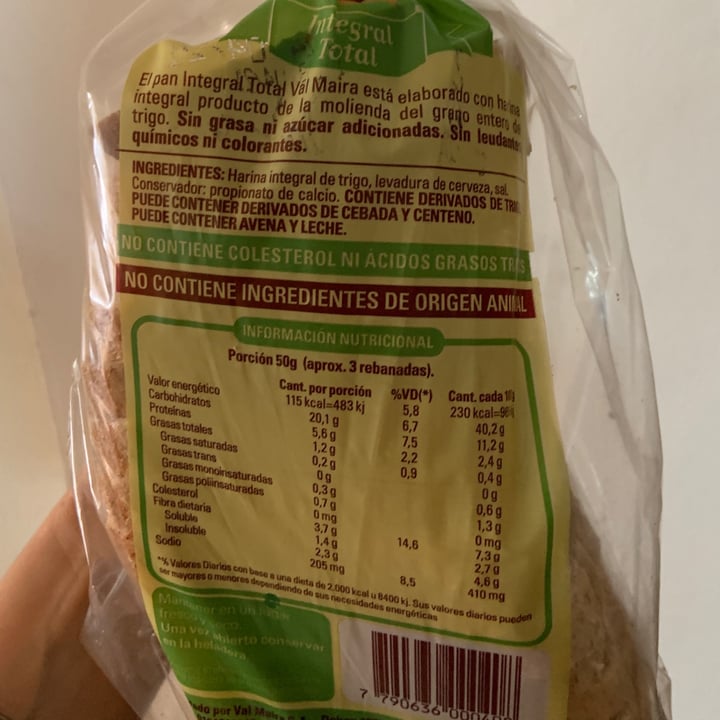 Integral
Total
El pan Integral Total Val Maira está elaborado con
integral producto de la molienda del grano entero de
trigo. Sin grasa ni azúcar adicionadas. Sin
químicos ni colorantes.
INGREDIENTES: Harina integral de trigo, levadura de cerveza, sal.
Conservador: propionato de calcio. CONTIENE DERIVADOS DE
PUEDE CONTENER DERIVADOS DE CEBADA Y CENTENO.
PUEDE CONTENER AVENA Y LECHE.
NO CONTIENE COLESTEROL NI ÁCIDOS GRASOS
NO CONTIENE INGREDIENTES DE ORIGEN
INFORMACIÓN NUTRICIONAL
Porción 50g (aprox. 3 rebanadas).
Cant. por porción %VD(*) Cant. cada
Valor energético 115 kcal=483 kj 5,8 230 kcal=
Carbohidratos 20,1 g 6,7 40,2 g
Proteínas 5,6 g 7,5 11,2 g
Grasas totales 1,2 g 2,2 2,4 g
Grasas saturadas 0,2 g 0,9 0,4 g
Grasas trans 0 g 0 g
Grasas monoinsaturadas 0,3 g 0,6 g
Grasas poliinsaturadas 0,7 g 1,3 g
Colesterol 0 mg 0 mg
Fibra dietaria 3,7 g 14,6 7,3 g
Soluble 1,4 g 2,7 g
Insoluble 2,3 g 4,6 g
Sodio 205 mg 8,5 410 mg
*% Valores Diarios con base a una dieta de 2.000 kcal u 8400 kj. Sus valores diarios pueden
ser mayores o menores dependiendo de sus necesidades energéticas
Mantener en un lugar
fresco y seco.
Una vez abierto conservar
en la heladera
por Val Maira
7 790636 000